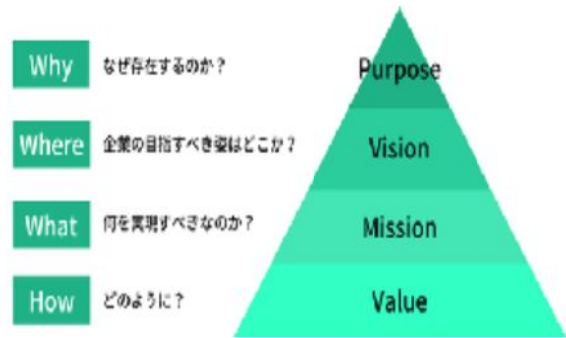 Why なぜ存在するのか？ Purpose
Where 企業の目指すべき姿はどこか？ Vision
What 何を実現すべきなのか？ Mission
How どのように？ Value